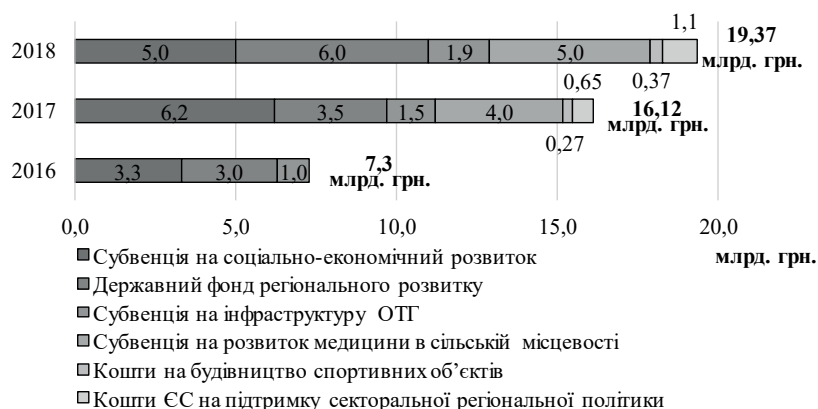 1,1
2018 5,0 6,0 1,9 5,0 19,37
млрд. грн.
0,65 0,37
2017 6,2 3,5 1,5 4,0 16,12
млрд. грн.
0,27
2016 3,3 3,0 1,0 7,3
млрд. грн.
0,0 5,0 10,0 15,0 20,0
млрд. грн.
Субвенція на соціально-економічний розвиток
Державний фонд регіонального розвитку
Субвенція на інфраструктуру ОТГ
Субвенція на розвиток медицини в сільській місцевості
Кошти на будівництво спортивних об’єктів
Кошти ЄС на підтримку секторальної регіональної політики